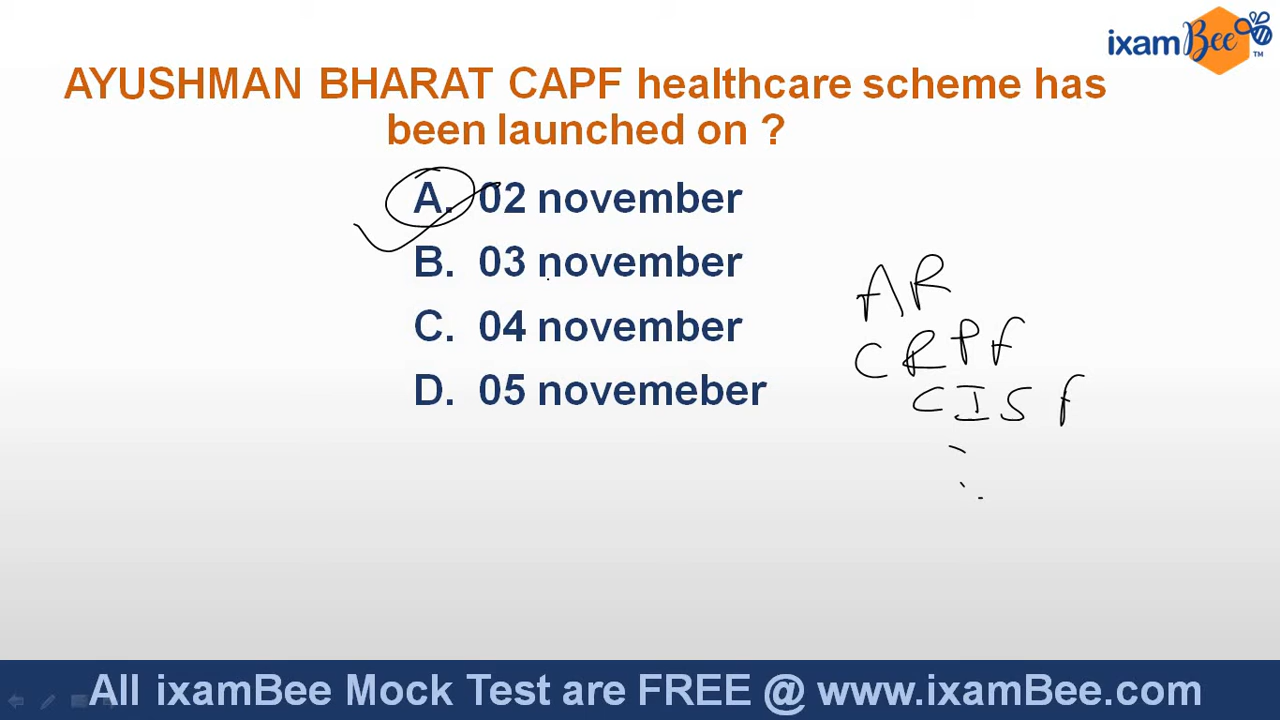 ixamBee™
AYUSHMAN BHARAT CAPF healthcare scheme has
been launched on ?
A. 02 november
B. 03 november
C. 04 november
D. 05 novemeber
AR
CRPF
CISF
All ixamBee Mock Test are FREE @ www.ixamBee.com